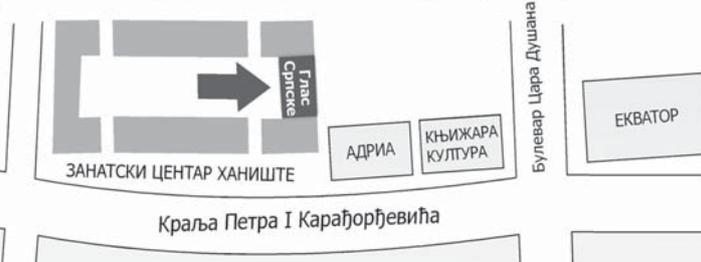 Глас
Српске
Булевар Цара Душана
ЕКВАТОР
АДРИА
КЊИЖАРА
КУЛТУРА
ЗАНАТСКИ ЦЕНТАР ХАНИШТЕ
Краља Петра I Карађорђевића